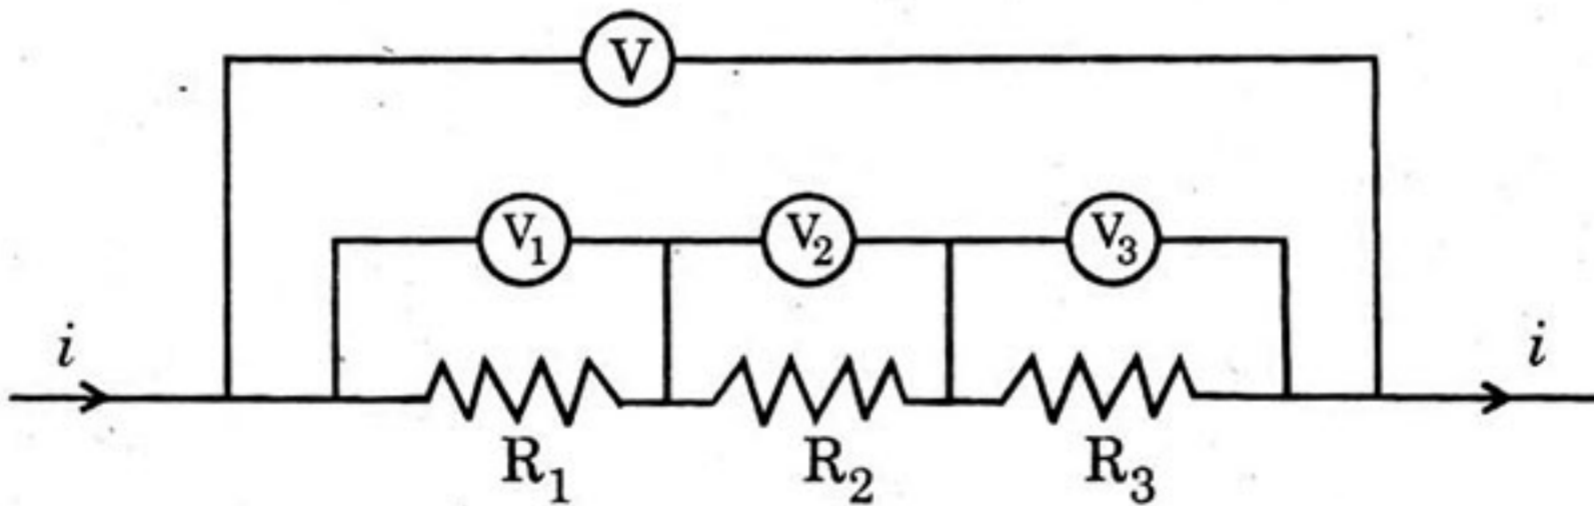 V
V₁ V₂ V₃
i i
R₁ R₂ R₃